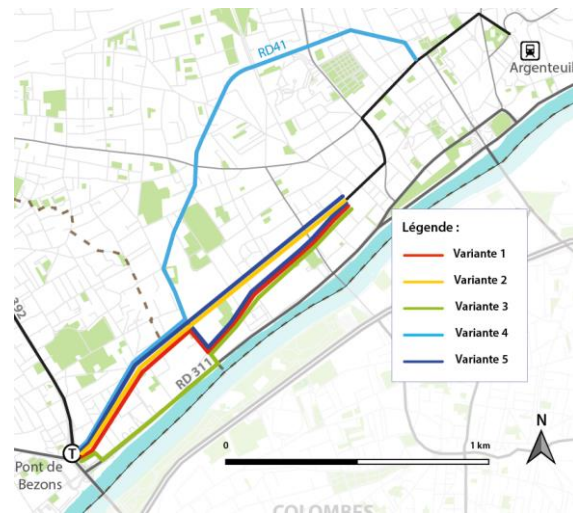 RD41
Argenteuil
Légende :
Variante 1
Variante 2
Variante 3
Variante 4
Variante 5
392
RD 311
T
Pont de
Bezons
0
1 km
N
COLOMBES